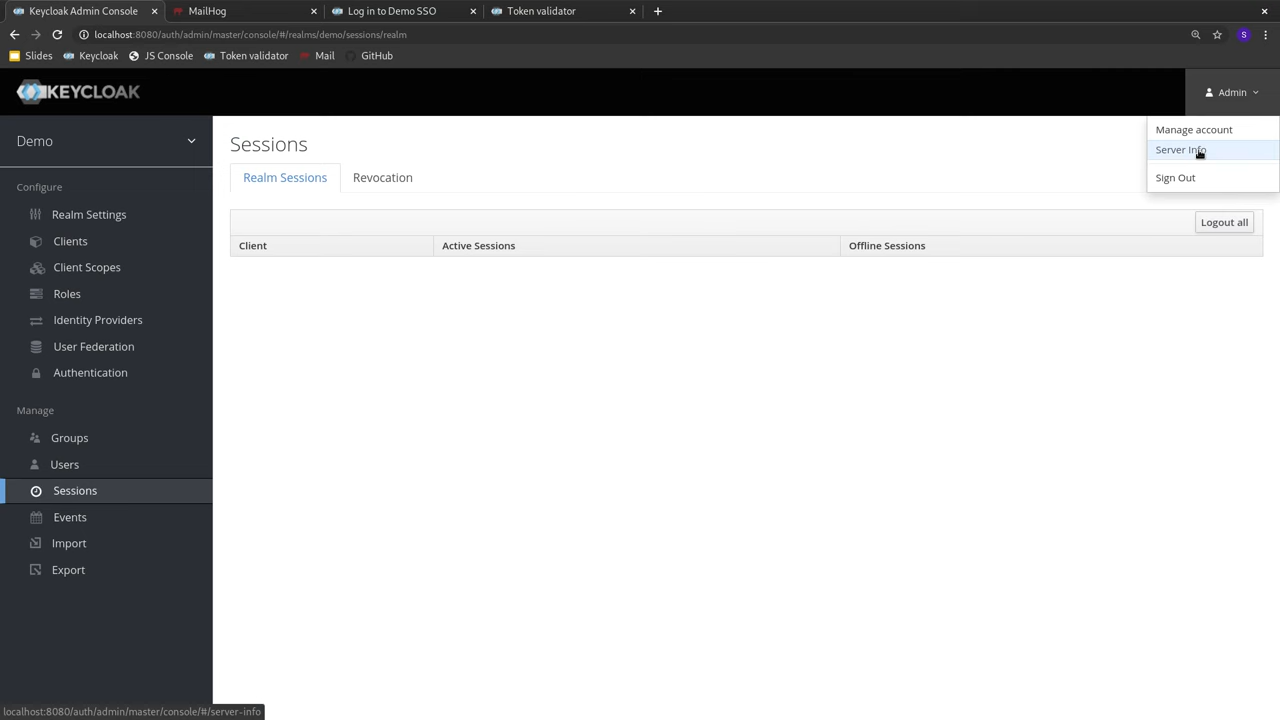 Keycloak Admin Console
MailHog
Log in to Demo SSO
Token validator
localhost:8080/auth/admin/master/console/#/realms/demo/sessions/realm
S
Slides
Keycloak
JS Console
Token validator
Mail
GitHub
KEYCLOAK
Admin
Manage account
Server Info
Sign Out
Demo
Configure
Realm Settings
Clients
Client Scopes
Roles
Identity Providers
User Federation
Authentication
Manage
Groups
Users
Sessions
Events
Import
Export
Sessions
Realm Sessions
Revocation
Logout all
Client
Active Sessions
Offline Sessions
localhost:8080/auth/admin/master/console/#/server-info